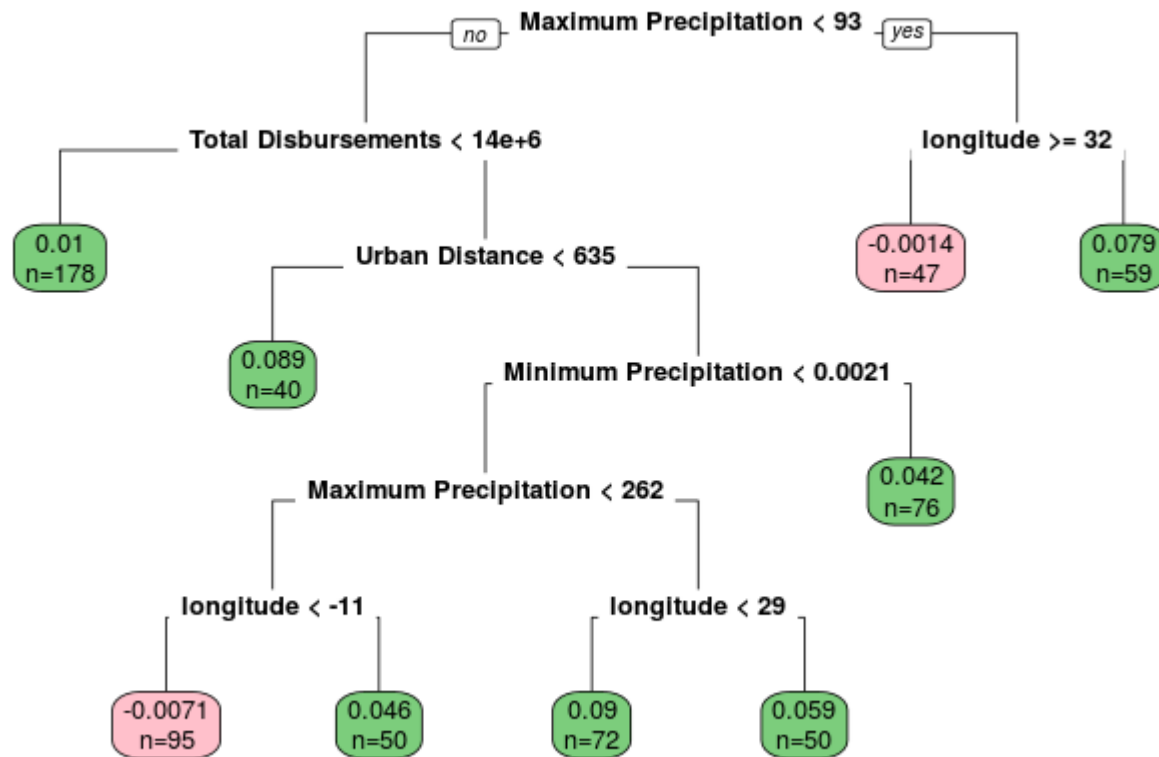 Maximum Precipitation < 93
no
yes
Total Disbursements < 14e+6
longitude >= 32
0.01
n=178
Urban Distance < 635
-0.0014
n=47
0.079
n=59
0.089
n=40
Minimum Precipitation < 0.0021
Maximum Precipitation < 262
0.042
n=76
longitude < -11
longitude < 29
-0.0071
n=95
0.046
n=50
0.09
n=72
0.059
n=50